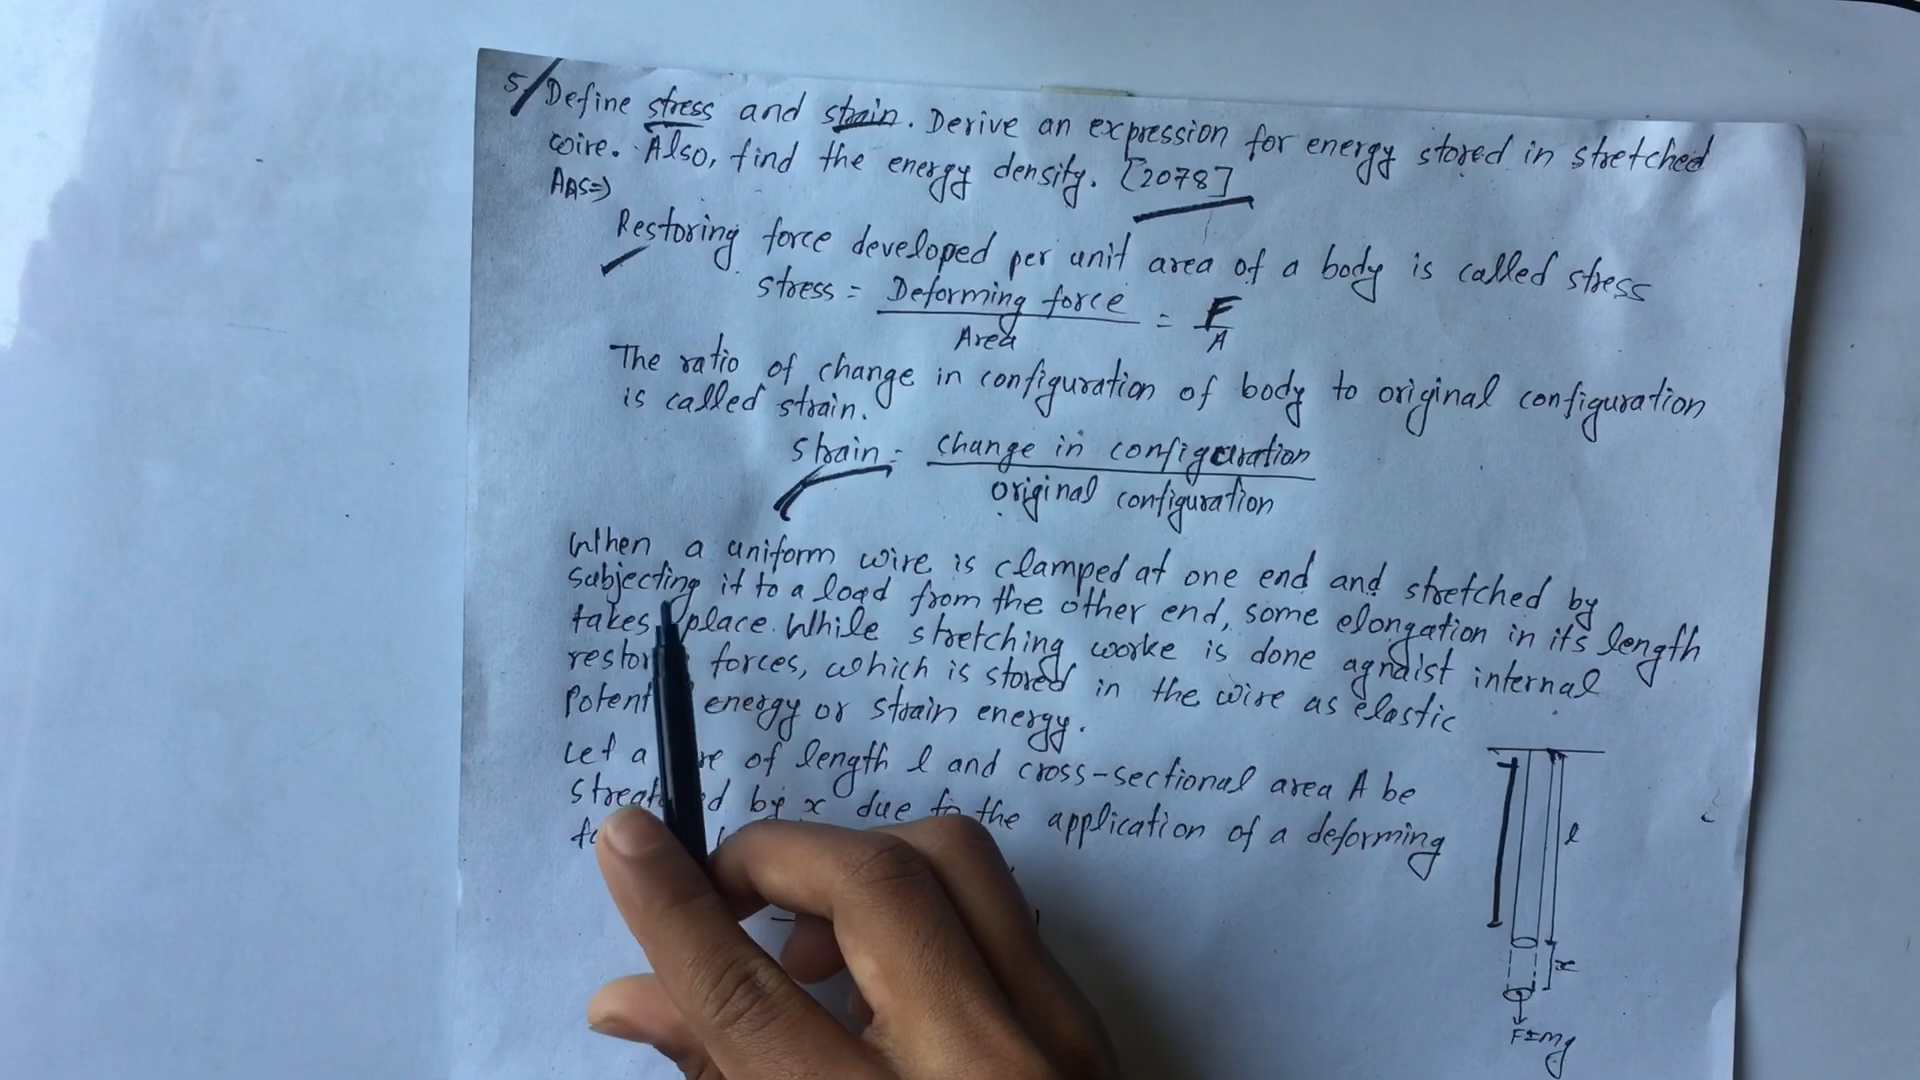 5. Define stress and strain. Derive an expression for energy stored in stretched
wire. Also, find the energy density. [2078]
Ans⇒
Restoring force developed per unit area of a body is called stress
stress = Deforming force / Area = F / A
The ratio of change in configuration of body to original configuration
is called strain.
strain = change in configuration / original configuration
When a uniform wire is clamped at one end and stretched by
subjecting it to a load from the other end, some elongation in its length
takes place. While stretching worke is done agnaist internal
forces, which is stored in the wire as elastic
energy or strain energy.
Let a of length l and cross-sectional area A be
by x due to the application of a deforming
l
x
F=mg